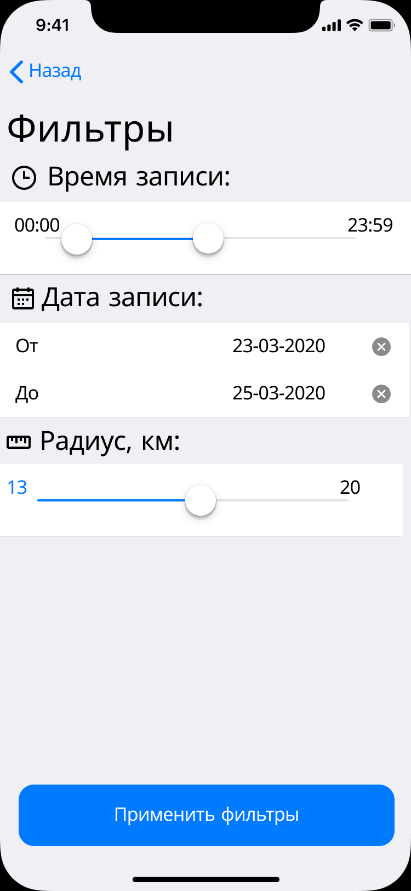 9:41
Назад
Фильтры
Время записи:
00:00 23:59
Дата записи:
От 23-03-2020
До 25-03-2020
Радиус, км:
13 20
Применить фильтры